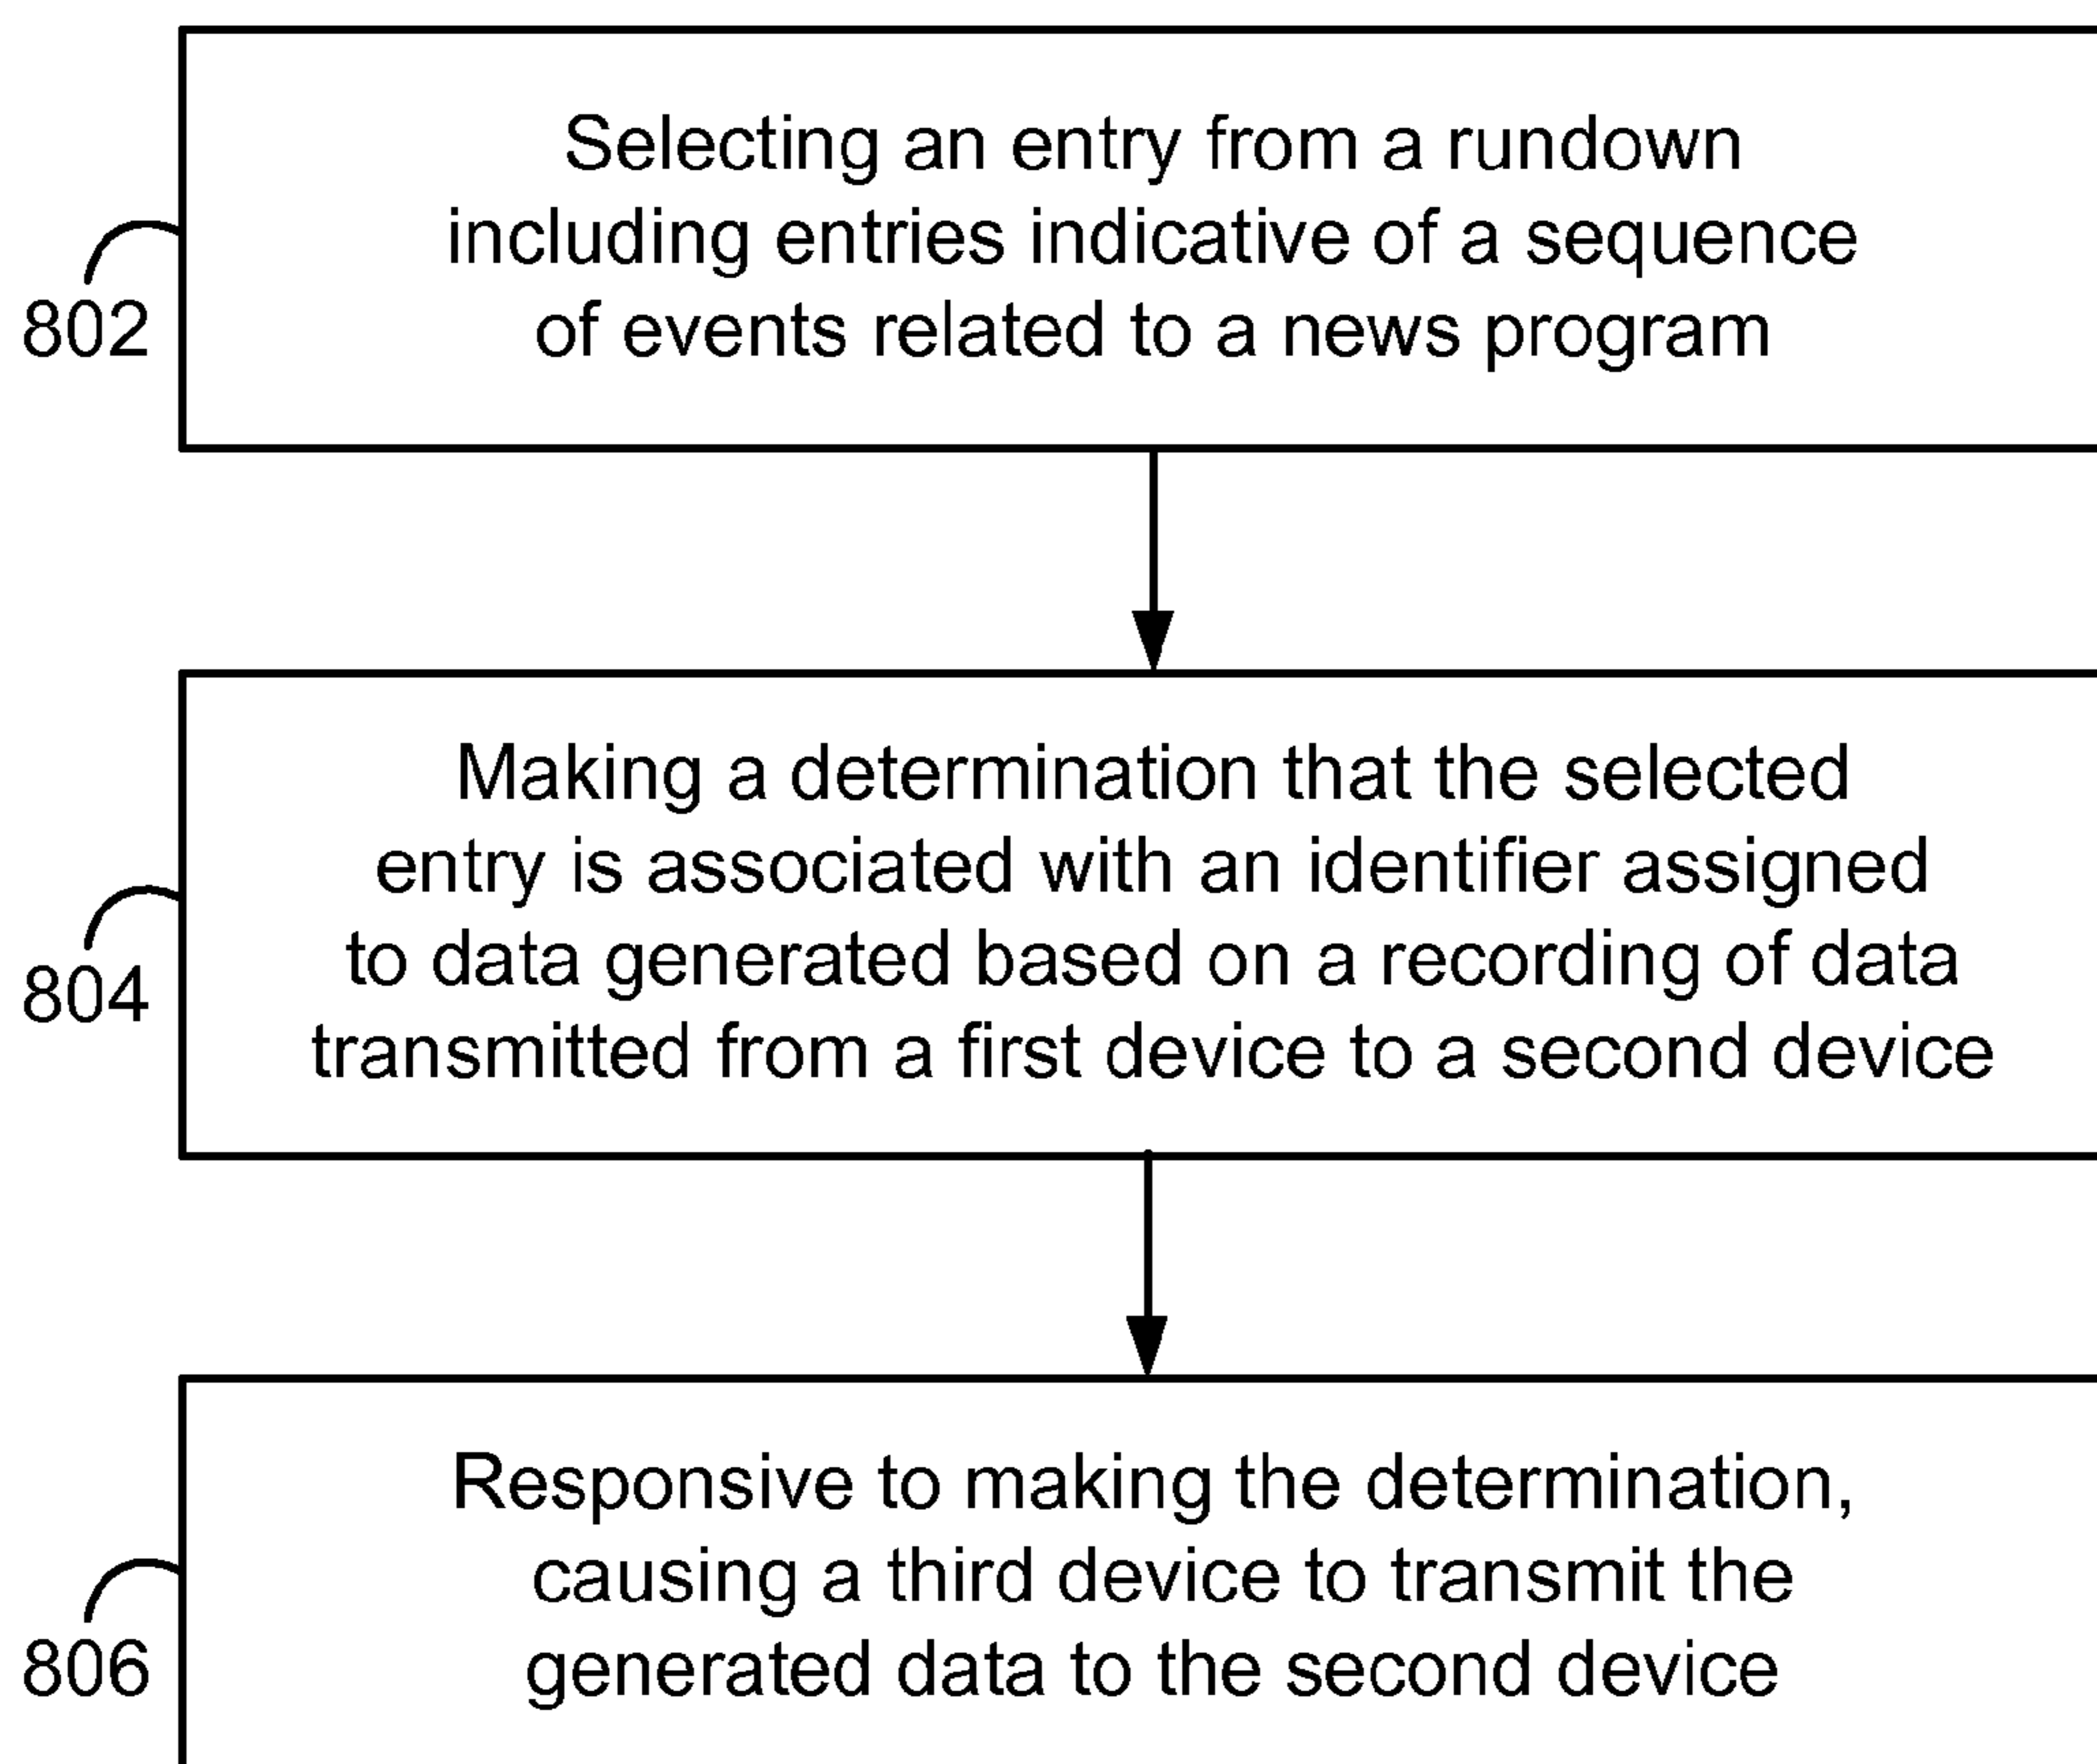 Selecting an entry from a rundown
including entries indicative of a sequence
of events related to a news program
802
Making a determination that the selected
entry is associated with an identifier assigned
to data generated based on a recording of data
transmitted from a first device to a second device
804
Responsive to making the determination,
causing a third device to transmit the
generated data to the second device
806